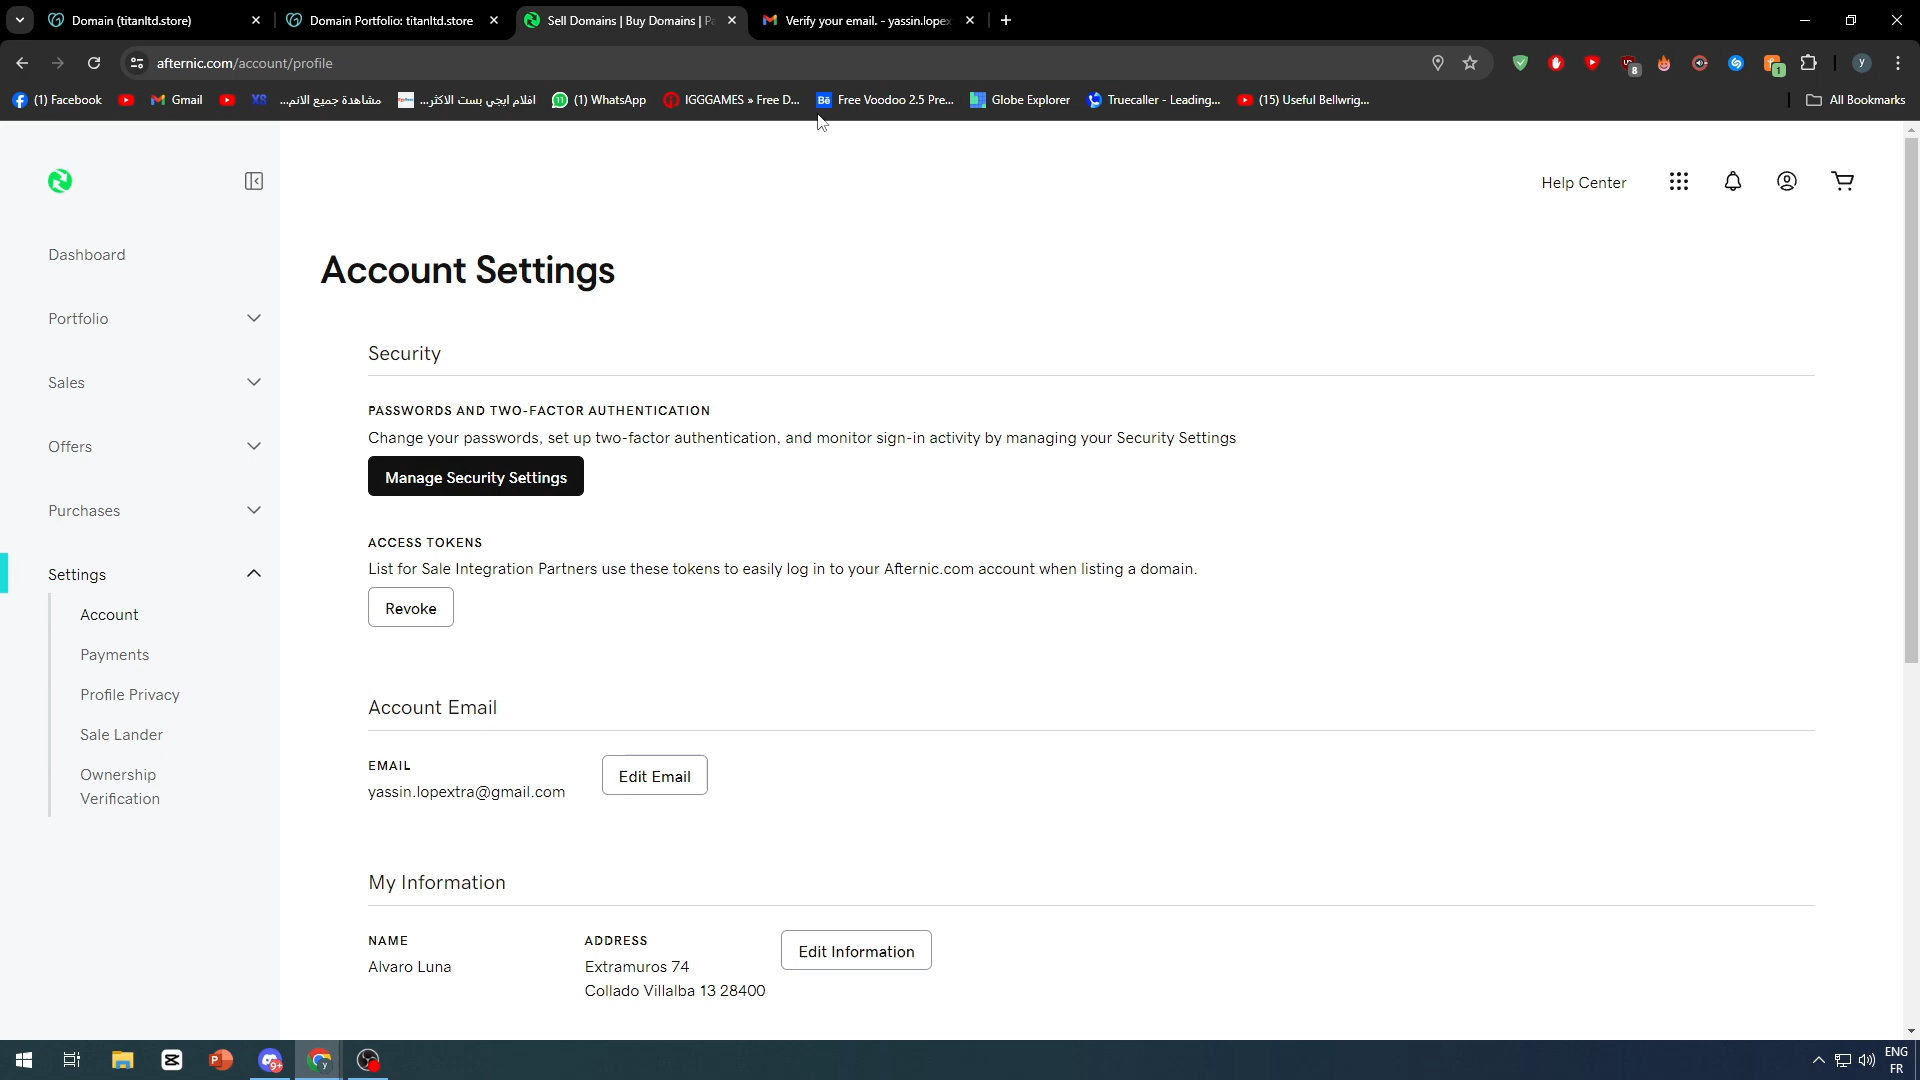 Domain (titanltd.store)
Domain Portfolio: titanltd.store
Sell Domains | Buy Domains |
Verify your email. - yassin.lopex
afternic.com/account/profile
8
1
y
(1) Facebook
Gmail
XS
مشاهدة جميع الانم...
افلام ايجي بست الاكثر...
11
(1) WhatsApp
IGGGAMES » Free D...
Bē
Free Voodoo 2.5 Pre...
Globe Explorer
Truecaller - Leading...
(15) Useful Bellwrig...
All Bookmarks
Help Center
Dashboard
Portfolio
Sales
Offers
Purchases
Settings
Account
Payments
Profile Privacy
Sale Lander
Ownership
Verification
Account Settings
Security
PASSWORDS AND TWO-FACTOR AUTHENTICATION
Change your passwords, set up two-factor authentication, and monitor sign-in activity by managing your Security Settings
Manage Security Settings
ACCESS TOKENS
List for Sale Integration Partners use these tokens to easily log in to your Afternic.com account when listing a domain.
Revoke
Account Email
EMAIL
yassin.lopextra@gmail.com
Edit Email
My Information
NAME
Alvaro Luna
ADDRESS
Extramuros 74
Collado Villalba 13 28400
Edit Information
P
9+
y
ENG
FR